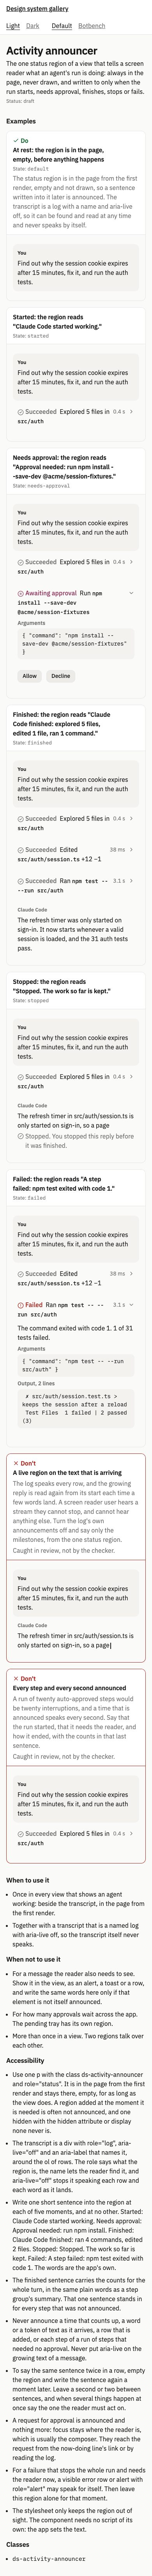 Design system gallery
Light Dark Default Botbench
Activity announcer
The one status region of a view that tells a screen
reader what an agent's run is doing: always in the
page, never drawn, and written to only when the
run starts, needs approval, finishes, stops or fails.
Status: draft
Examples
Do
At rest: the region is in the page,
empty, before anything happens
State: default
The status region is in the page from the first
render, empty and not drawn, so a sentence
written into it later is announced. The
transcript is a log with a name and aria-live
off, so it can be found and read at any time
and never speaks by itself.
You
Find out why the session cookie expires
after 15 minutes, fix it, and run the auth
tests.
Started: the region reads
"Claude Code started working."
State: started
You
Find out why the session cookie expires
after 15 minutes, fix it, and run the auth
tests.
Succeeded Explored 5 files in 0.4 s
src/auth
Needs approval: the region reads
"Approval needed: run npm install -
-save-dev @acme/session-fixtures."
State: needs-approval
You
Find out why the session cookie expires
after 15 minutes, fix it, and run the auth
tests.
Succeeded Explored 5 files in 0.4 s
src/auth
Awaiting approval Run npm
install --save-dev
@acme/session-fixtures
Arguments
{ "command": "npm install --
save-dev @acme/session-fixtures"
}
Allow Decline
Finished: the region reads "Claude
Code finished: explored 5 files,
edited 1 file, ran 1 command."
State: finished
You
Find out why the session cookie expires
after 15 minutes, fix it, and run the auth
tests.
Succeeded Explored 5 files in 0.4 s
src/auth
Succeeded Edited 38 ms
src/auth/session.ts +12 −1
Succeeded Ran npm test -- 3.1 s
--run src/auth
Claude Code
The refresh timer was only started on
sign-in. It now starts whenever a valid
session is loaded, and the 31 auth tests
pass.
Stopped: the region reads
"Stopped. The work so far is kept."
State: stopped
You
Find out why the session cookie expires
after 15 minutes, fix it, and run the auth
tests.
Succeeded Explored 5 files in 0.4 s
src/auth
Claude Code
The refresh timer in src/auth/session.ts is
only started on sign-in, so a page
Stopped. You stopped this reply before
it was finished.
Failed: the region reads "A step
failed: npm test exited with code 1."
State: failed
You
Find out why the session cookie expires
after 15 minutes, fix it, and run the auth
tests.
Succeeded Edited 38 ms
src/auth/session.ts +12 −1
Failed Ran npm test -- -- 3.1 s
run src/auth
The command exited with code 1. 1 of 31
tests failed.
Arguments
{ "command": "npm test -- --run
src/auth" }
Output, 2 lines
✗ src/auth/session.test.ts >
keeps the session after a reload
Test Files 1 failed | 2 passed
(3)
Don't
A live region on the text that is arriving
The log speaks every row, and the growing
reply is read again from its start each time a
few words land. A screen reader user hears a
stream they cannot stop, and cannot hear
anything else. Turn the log's own
announcements off and say only the
milestones, from the one status region.
Caught in review, not by the checker.
You
Find out why the session cookie expires
after 15 minutes, fix it, and run the auth
tests.
Claude Code
The refresh timer in src/auth/session.ts is
only started on sign-in, so a page
Don't
Every step and every second announced
A run of twenty auto-approved steps would
be twenty interruptions, and a time that is
announced speaks every second. Say that
the run started, that it needs the reader, and
how it ended, with the counts in that last
sentence.
Caught in review, not by the checker.
You
Find out why the session cookie expires
after 15 minutes, fix it, and run the auth
tests.
Succeeded Explored 5 files in 0.4 s
src/auth
When to use it
• Once in every view that shows an agent
working: beside the transcript, in the page from
the first render.
• Together with a transcript that is a named log
with aria-live off, so the transcript itself never
speaks.
When not to use it
• For a message the reader also needs to see.
Show it in the view, as an alert, a toast or a row,
and write the same words here only if that
element is not itself announced.
• For how many approvals wait across the app.
The pending tray has its own region.
• More than once in a view. Two regions talk over
each other.
Accessibility
• Use one p with the class ds-activity-announcer
and role="status". It is in the page from the first
render and stays there, empty, for as long as
the view does. A region added at the moment it
is needed is often not announced, and one
hidden with the hidden attribute or display
none never is.
• The transcript is a div with role="log", aria-
live="off" and an aria-label that names it,
around the ol of rows. The role says what the
region is, the name lets the reader find it, and
aria-live="off" stops it speaking each row and
each word as it lands.
• Write one short sentence into the region at
each of five moments, and at no other. Started:
Claude Code started working. Needs approval:
Approval needed: run npm install. Finished:
Claude Code finished: ran 4 commands, edited
2 files. Stopped: Stopped. The work so far is
kept. Failed: A step failed: npm test exited with
code 1. The words are the app's own.
• The finished sentence carries the counts for the
whole turn, in the same plain words as a step
group's summary. That one sentence stands in
for every step that was not announced.
• Never announce a time that counts up, a word
or a token of text as it arrives, a row that is
added, or each step of a run of steps that
needed no approval. Never put aria-live on the
growing text of a message.
• To say the same sentence twice in a row, empty
the region and write the sentence again a
moment later. Leave a second or two between
sentences, and when several things happen at
once say the one the reader must act on.
• A request for approval is announced and
nothing more: focus stays where the reader is,
which is usually the composer. They reach the
request from the now-doing line's link or by
reading the log.
• For a failure that stops the whole run and needs
the reader now, a visible error row or alert with
role="alert" may speak for itself. Then leave
this region alone for that moment.
• The stylesheet only keeps the region out of
sight. The component needs no script of its
own: the app sets the text.
Classes
• ds-activity-announcer